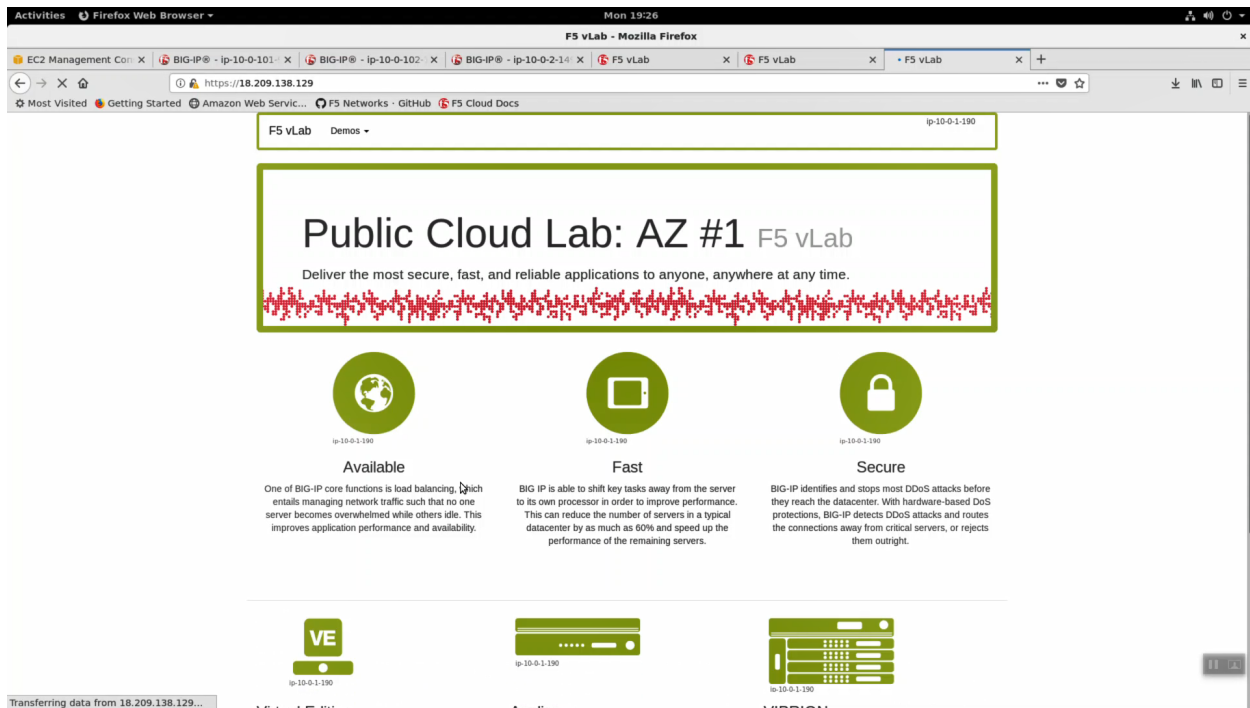 Activities Firefox Web Browser Mon 19:26
F5 vLab - Mozilla Firefox
EC2 Management Con BIG-IP® - ip-10-0-101- BIG-IP® - ip-10-0-102- BIG-IP® - ip-10-0-2-14 F5 vLab F5 vLab F5 vLab
https://18.209.138.129
Most Visited Getting Started Amazon Web Servic... F5 Networks · GitHub F5 Cloud Docs
F5 vLab Demos ip-10-0-1-190
Public Cloud Lab: AZ #1 F5 vLab
Deliver the most secure, fast, and reliable applications to anyone, anywhere at any time.
ip-10-0-1-190 ip-10-0-1-190 ip-10-0-1-190
Available
One of BIG-IP core functions is load balancing, which
entails managing network traffic such that no one
server becomes overwhelmed while others idle. This
improves application performance and availability.
Fast
BIG IP is able to shift key tasks away from the server
to its own processor in order to improve performance.
This can reduce the number of servers in a typical
datacenter by as much as 60% and speed up the
performance of the remaining servers.
Secure
BIG-IP identifies and stops most DDoS attacks before
they reach the datacenter. With hardware-based DoS
protections, BIG-IP detects DDoS attacks and routes
the connections away from critical servers, or rejects
them outright.
VE
ip-10-0-1-190 ip-10-0-1-190 ip-10-0-1-190
Transferring data from 18.209.138.129...